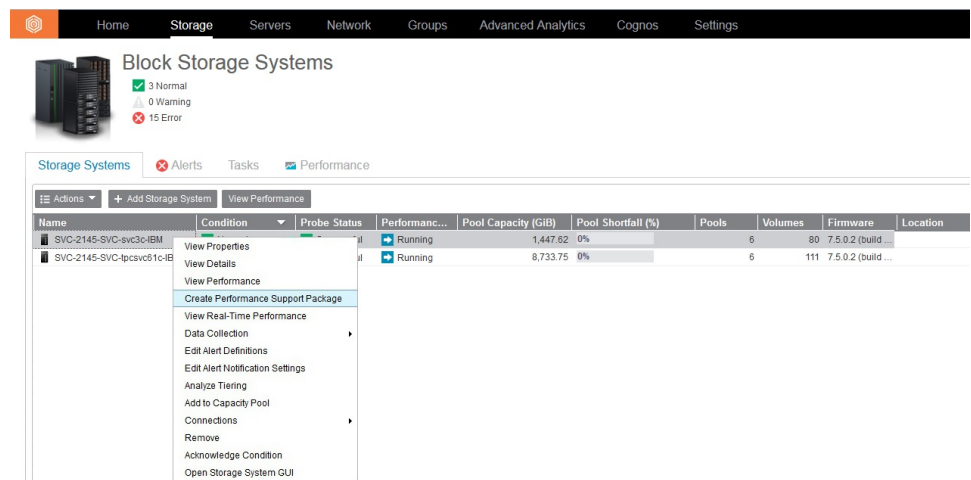 Home Storage Servers Network Groups Advanced Analytics Cognos Settings
Block Storage Systems
3 Normal
0 Warning
15 Error
Storage Systems Alerts Tasks Performance
Actions + Add Storage System View Performance
Name Condition Probe Status Performanc... Pool Capacity (GiB) Pool Shortfall (%) Pools Volumes Firmware Location
SVC-2145-SVC-svc3c-IBM Running 1,447.62 0% 6 80 7.5.0.2 (build ...
SVC-2145-SVC-tpcsvc61c-IB Running 8,733.75 0% 6 111 7.5.0.2 (build ...
View Properties
View Details
View Performance
Create Performance Support Package
View Real-Time Performance
Data Collection
Edit Alert Definitions
Edit Alert Notification Settings
Analyze Tiering
Add to Capacity Pool
Connections
Remove
Acknowledge Condition
Open Storage System GUI